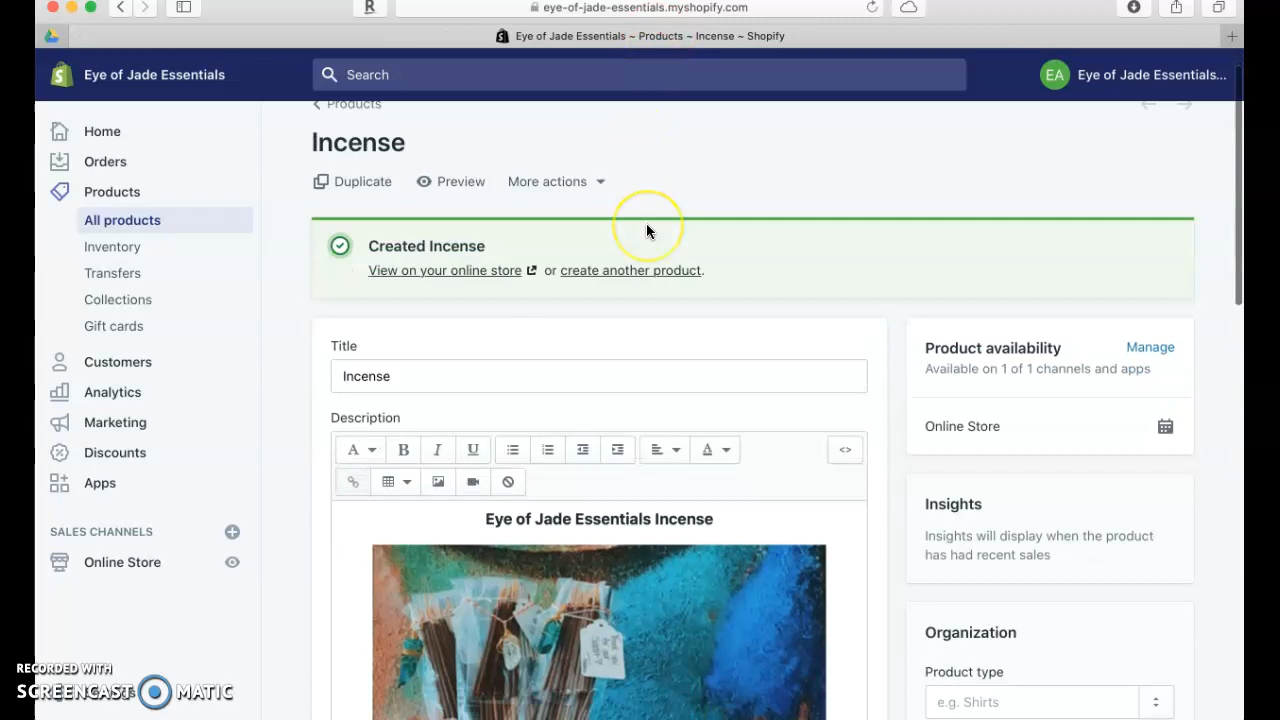 eye-of-jade-essentials.myshopify.com
Eye of Jade Essentials ~ Products ~ Incense ~ Shopify
Eye of Jade Essentials
Search
EA
Eye of Jade Essentials...
Products
Incense
Duplicate
Preview
More actions
Home
Orders
Products
All products
Inventory
Transfers
Collections
Gift cards
Customers
Analytics
Marketing
Discounts
Apps
SALES CHANNELS
Online Store
Created Incense
View on your online store or create another product.
Title
Incense
Description
A
B
I
U
A
<>
Eye of Jade Essentials Incense
Product availability
Manage
Available on 1 of 1 channels and apps
Online Store
Insights
Insights will display when the product
has had recent sales
Organization
Product type
e.g. Shirts
RECORDED WITH
SCREENCAST MATIC